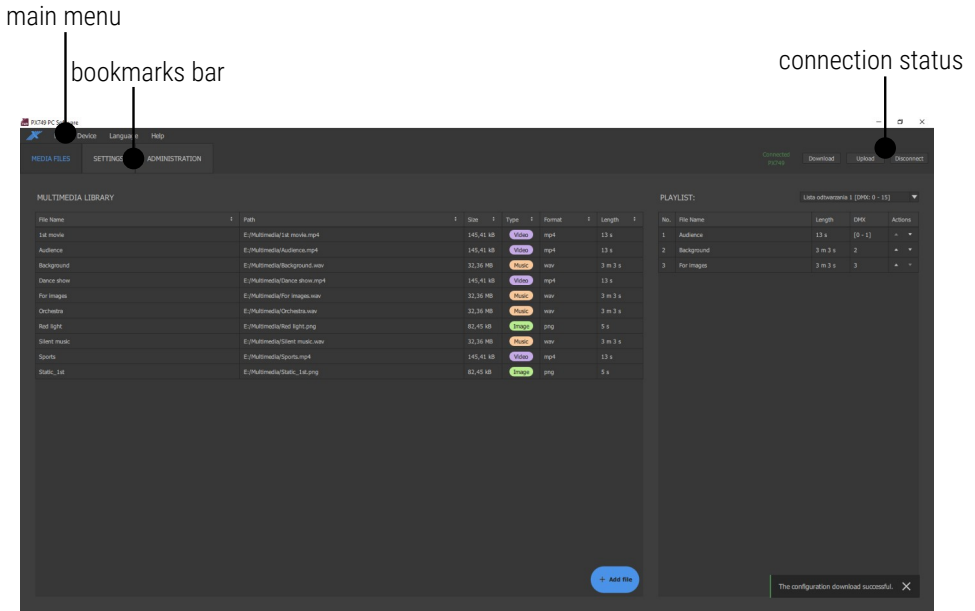 main menu
bookmarks bar
connection status
PX749 PC
Device Language Help
MEDIA FILES SETTINGS ADMINISTRATION
Connected
PX749
Download Upload Disconnect
MULTIMEDIA LIBRARY
File Name Path Size Type Format Length
1st movie E:/Multimedia/1st movie.mp4 145,41 kB Video mp4 13 s
Audience E:/Multimedia/Audience.mp4 145,41 kB Video mp4 13 s
Background E:/Multimedia/Background.wav 32,36 MB Music wav 3 m 3 s
Dance show E:/Multimedia/Dance show.mp4 145,41 kB Video mp4 13 s
For images E:/Multimedia/For images.wav 32,36 MB Music wav 3 m 3 s
Orchestra E:/Multimedia/Orchestra.wav 32,36 MB Music wav 3 m 3 s
Red light E:/Multimedia/Red light.png 82,45 kB Image png 5 s
Silent music E:/Multimedia/Silent music.wav 32,36 MB Music wav 3 m 3 s
Sports E:/Multimedia/Sports.mp4 145,41 kB Video mp4 13 s
Static_1st E:/Multimedia/Static_1st.png 82,45 kB Image png 5 s
+ Add file
PLAYLIST: Lista odtwarzania 1 [DMX: 0 - 15]
No. File Name Length DMX Actions
1 Audience 13 s [0 - 1]
2 Background 3 m 3 s 2
3 For images 3 m 3 s 3
The configuration download successful.